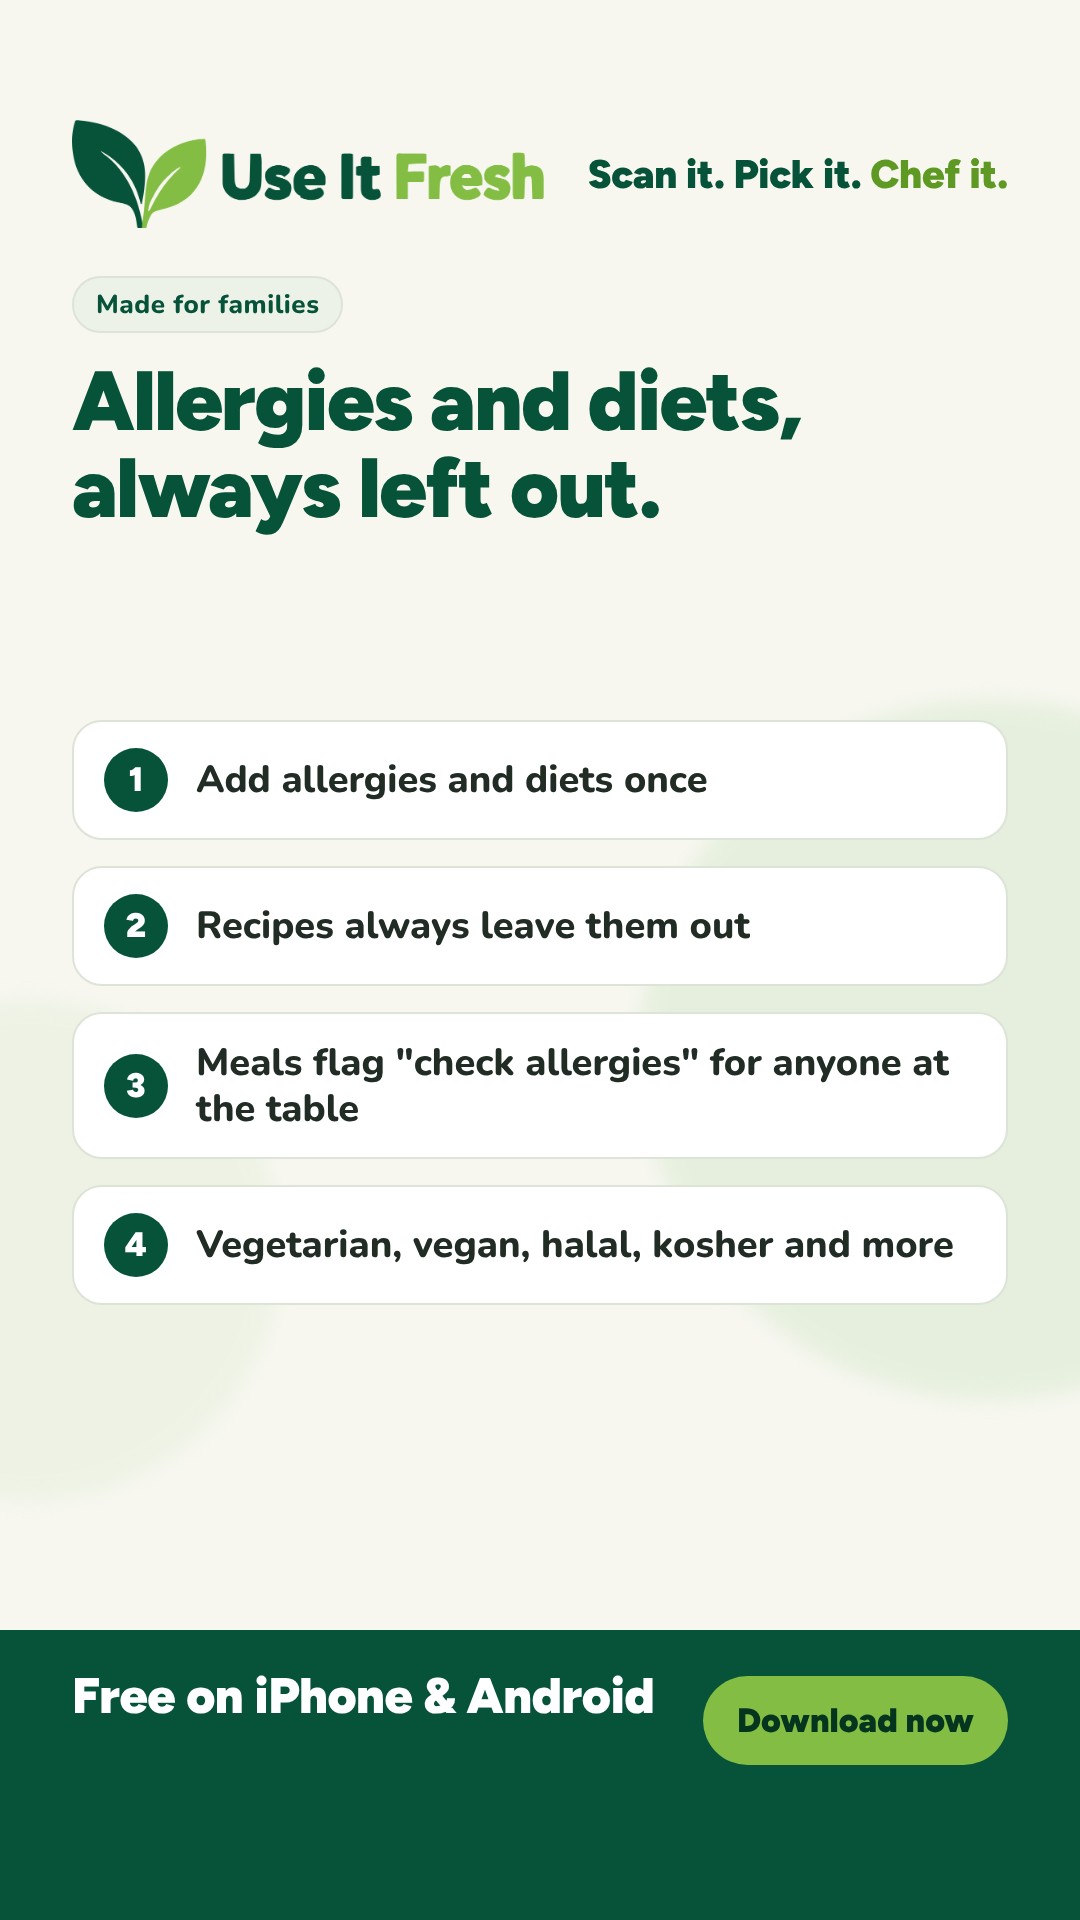 Use It Fresh
Scan it. Pick it. Chef it.
Made for families
Allergies and diets,
always left out.
1 Add allergies and diets once
2 Recipes always leave them out
3 Meals flag "check allergies" for anyone at
the table
4 Vegetarian, vegan, halal, kosher and more
Free on iPhone & Android
Download now